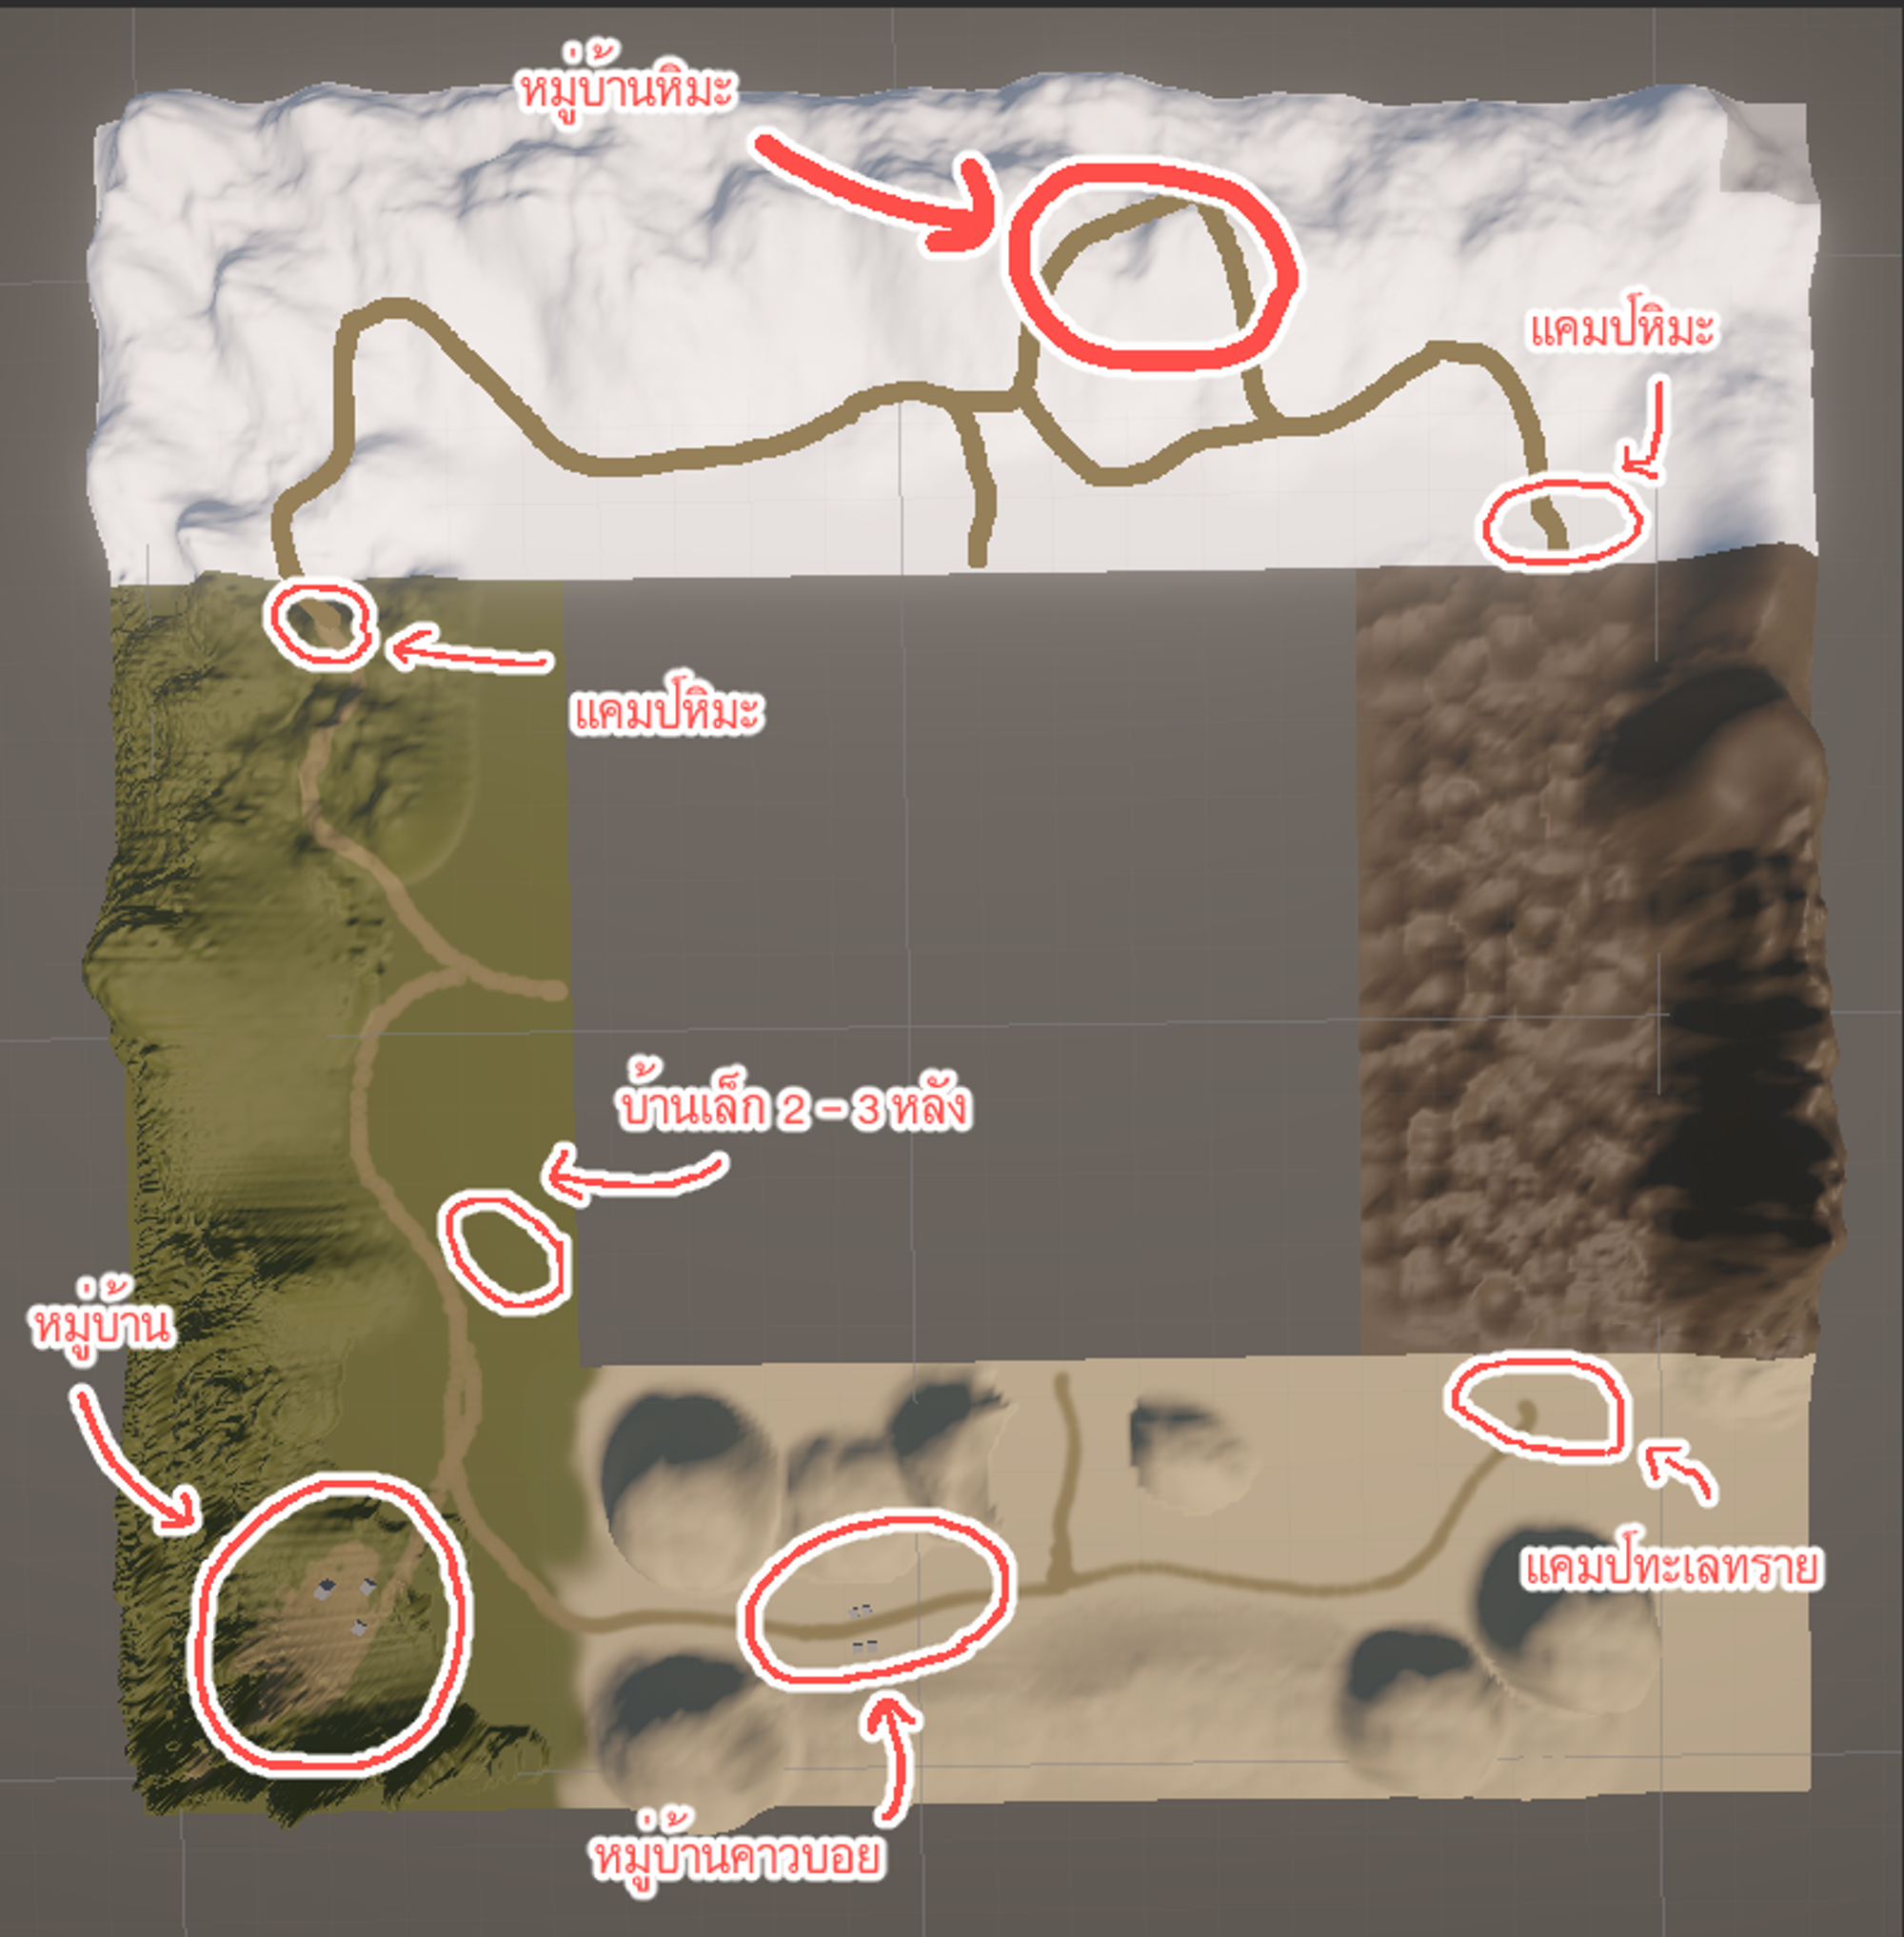 หมู่บ้านหิมะ
แคมป์หิมะ
แคมป์หิมะ
บ้านเล็ก 2 - 3 หลัง
หมู่บ้าน
แคมป์ทะเลทราย
หมู่บ้านคาวบอย